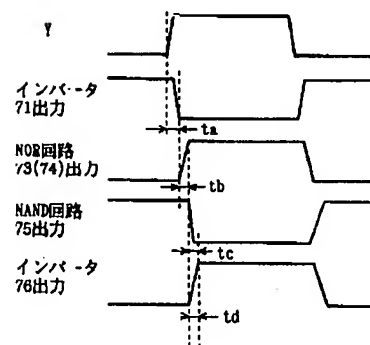 Y
インバータ
71出力
ta
NOR回路
73(74)出力
tb
NAND回路
75出力
tc
インバータ
76出力
td